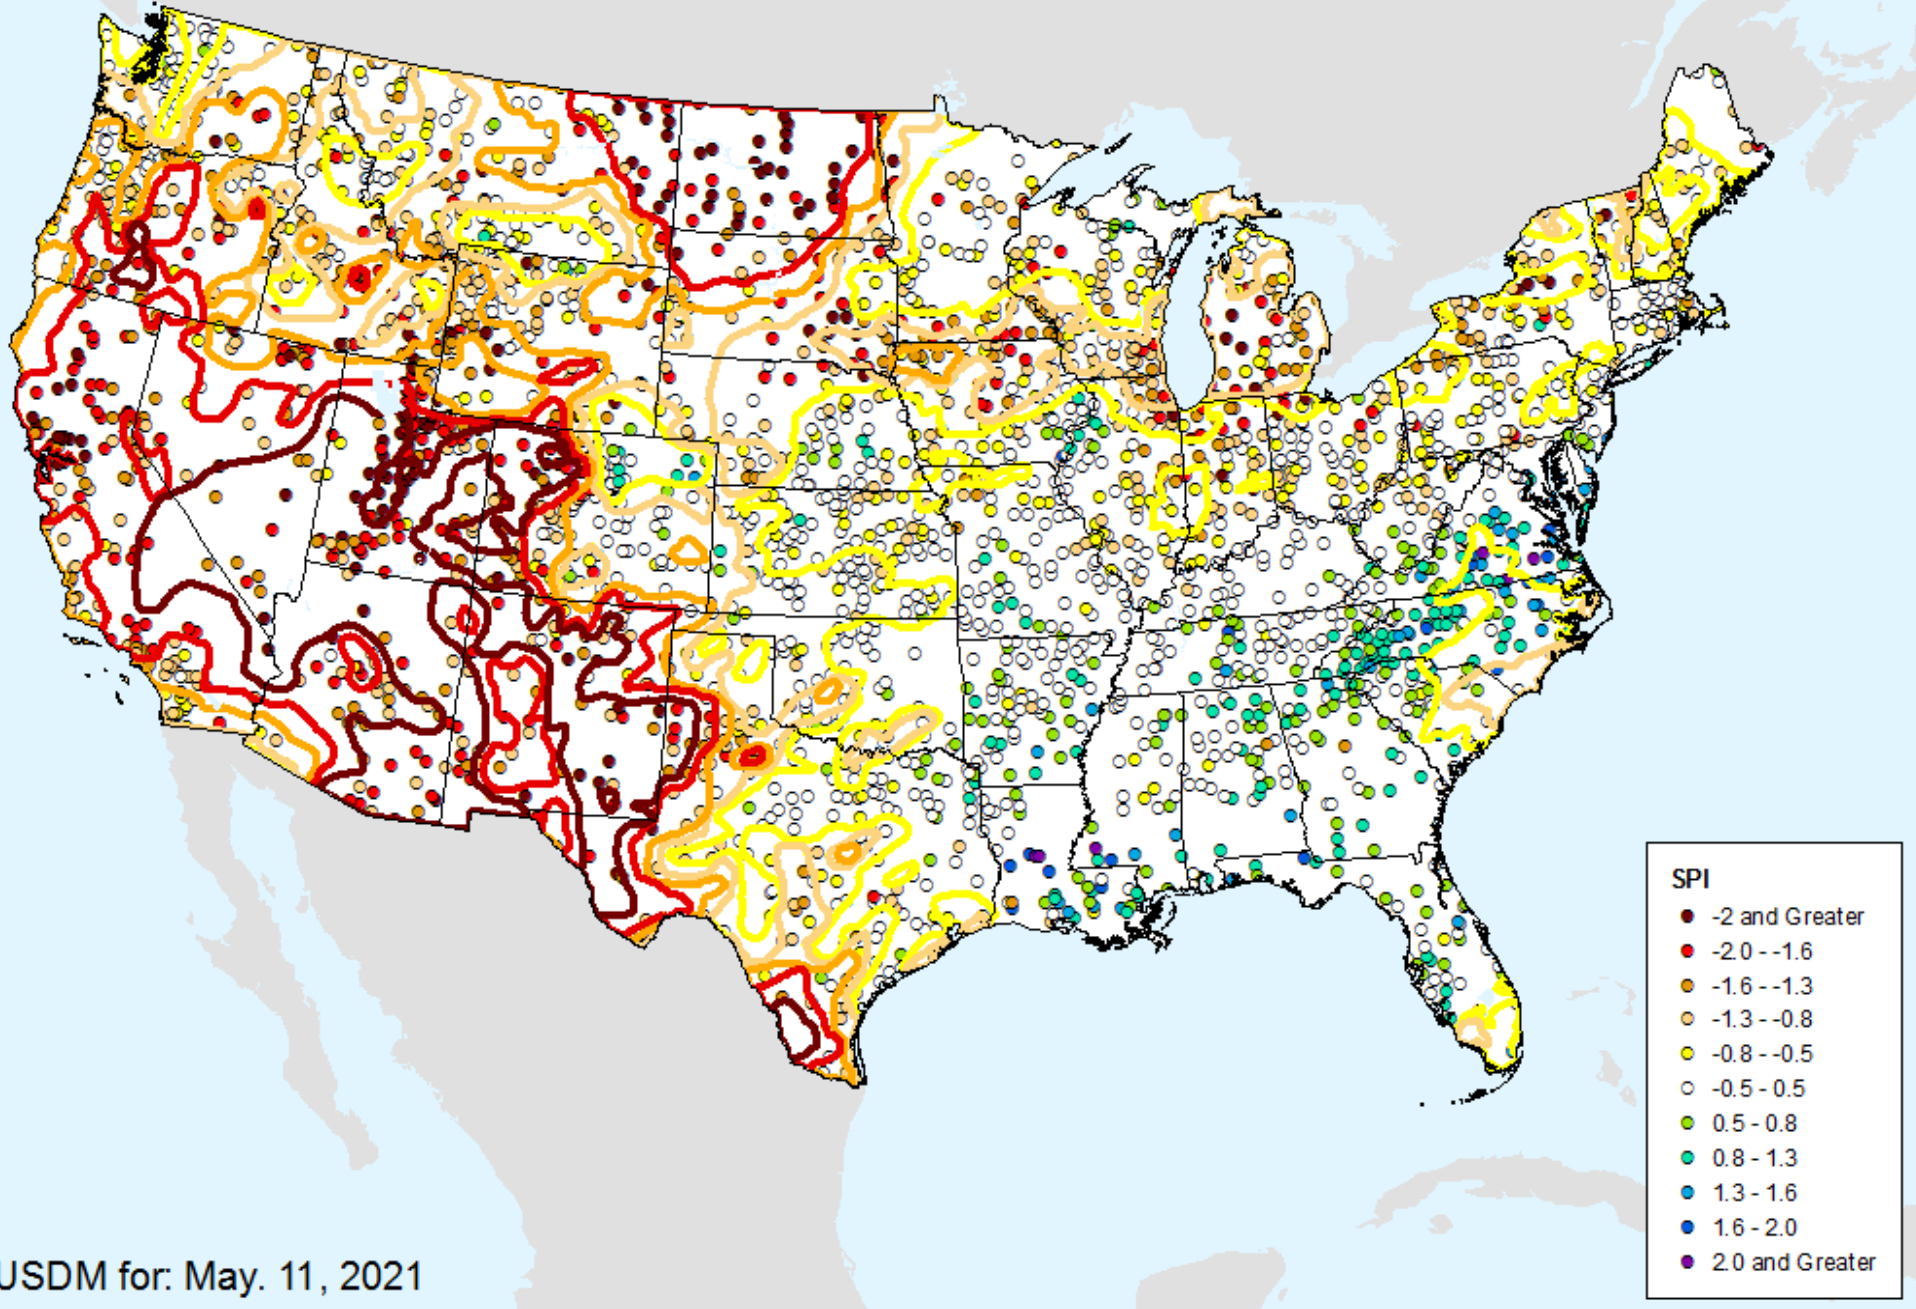 SPI
-2 and Greater
-2.0 - -1.6
-1.6 - -1.3
-1.3 - -0.8
-0.8 - -0.5
-0.5 - 0.5
0.5 - 0.8
0.8 - 1.3
1.3 - 1.6
1.6 - 2.0
2.0 and Greater
USDM for: May. 11, 2021